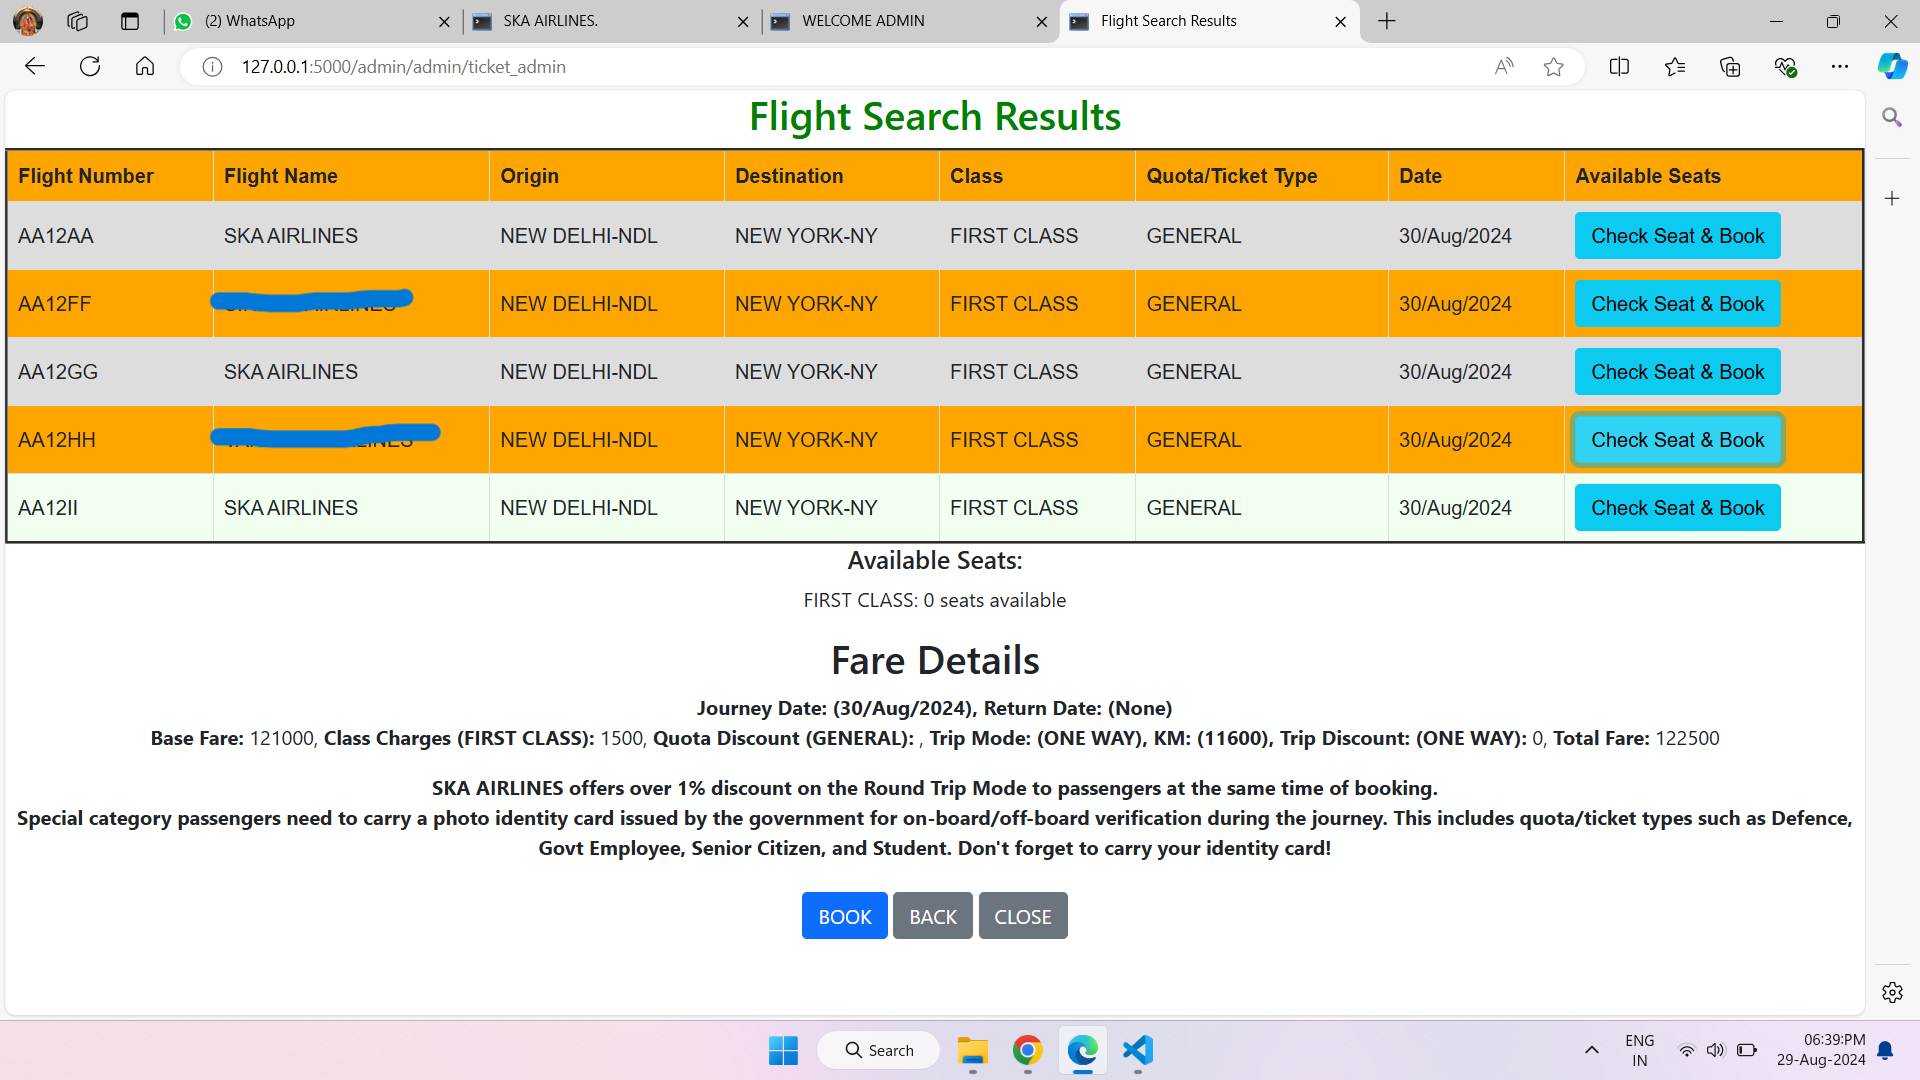 (2) WhatsApp
SKA AIRLINES.
WELCOME ADMIN
Flight Search Results
127.0.0.1:5000/admin/admin/ticket_admin
Flight Search Results
Flight Number Flight Name Origin Destination Class Quota/Ticket Type Date Available Seats
AA12AA SKA AIRLINES NEW DELHI-NDL NEW YORK-NY FIRST CLASS GENERAL 30/Aug/2024 Check Seat & Book
AA12FF NEW DELHI-NDL NEW YORK-NY FIRST CLASS GENERAL 30/Aug/2024 Check Seat & Book
AA12GG SKA AIRLINES NEW DELHI-NDL NEW YORK-NY FIRST CLASS GENERAL 30/Aug/2024 Check Seat & Book
AA12HH NEW DELHI-NDL NEW YORK-NY FIRST CLASS GENERAL 30/Aug/2024 Check Seat & Book
AA12II SKA AIRLINES NEW DELHI-NDL NEW YORK-NY FIRST CLASS GENERAL 30/Aug/2024 Check Seat & Book
Available Seats:
FIRST CLASS: 0 seats available
Fare Details
Journey Date: (30/Aug/2024), Return Date: (None)
Base Fare: 121000, Class Charges (FIRST CLASS): 1500, Quota Discount (GENERAL): , Trip Mode: (ONE WAY), KM: (11600), Trip Discount: (ONE WAY): 0, Total Fare: 122500
SKA AIRLINES offers over 1% discount on the Round Trip Mode to passengers at the same time of booking.
Special category passengers need to carry a photo identity card issued by the government for on-board/off-board verification during the journey. This includes quota/ticket types such as Defence,
Govt Employee, Senior Citizen, and Student. Don't forget to carry your identity card!
BOOK BACK CLOSE
Search
ENG
IN
06:39:PM
29-Aug-2024